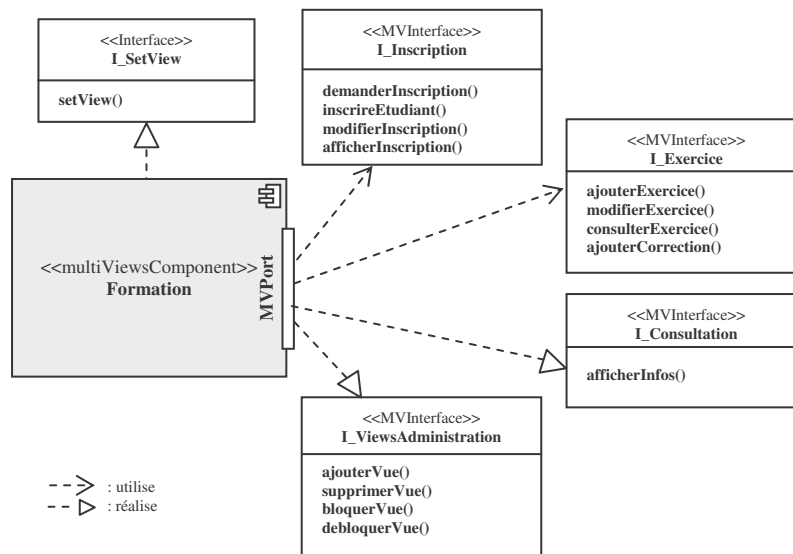 <<Interface>>
I_SetView
setView()
<<MVInterface>>
I_Inscription
demanderInscription()
inscrireEtudiant()
modifierInscription()
afficherInscription()
<<MVInterface>>
I_Exercice
ajouterExercice()
modifierExercice()
consulterExercice()
ajouterCorrection()
<<multiViewsComponent>>
Formation
MVPort
<<MVInterface>>
I_Consultation
afficherInfos()
<<MVInterface>>
I_ViewsAdministration
ajouterVue()
supprimerVue()
bloquerVue()
debloquerVue()
: utilise
: réalise